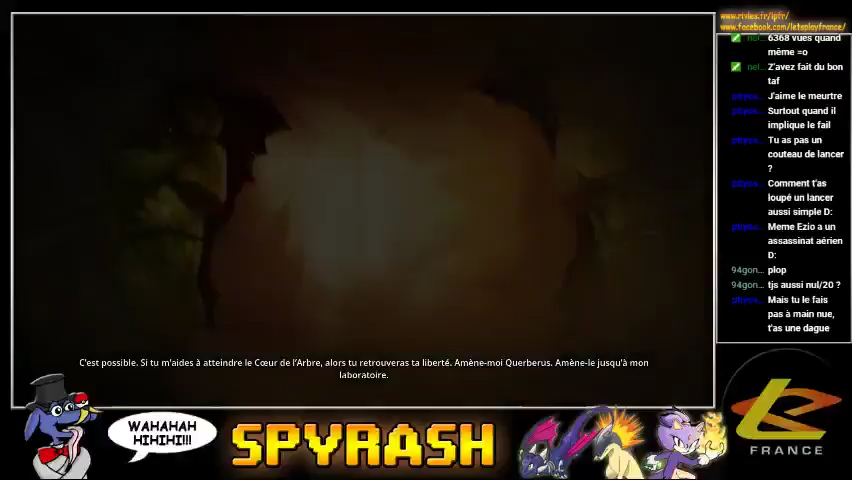 www.rivles.fr/lpfr/
www.facebook.com/letsplayfrance/
6368 vues quand
même =o
Z'avez fait du bon
taf
J'aime le meurtre
Surtout quand il
implique le fail
Tu as pas un
couteau de lancer
?
Comment t'as
loupé un lancer
aussi simple D:
Meme Ezio a un
assassinat aérien
D:
94gon... plop
94gon... tjs aussi nul/20 ?
Mais tu le fais
pas à main nue,
t'as une dague
C'est possible. Si tu m'aides à atteindre le Cœur de l'Arbre, alors tu retrouveras ta liberté. Amène-moi Querberus. Amène-le jusqu'à mon
laboratoire.
WAHAHAH
HIHIHI!!!
SPYRASH
FRANCE